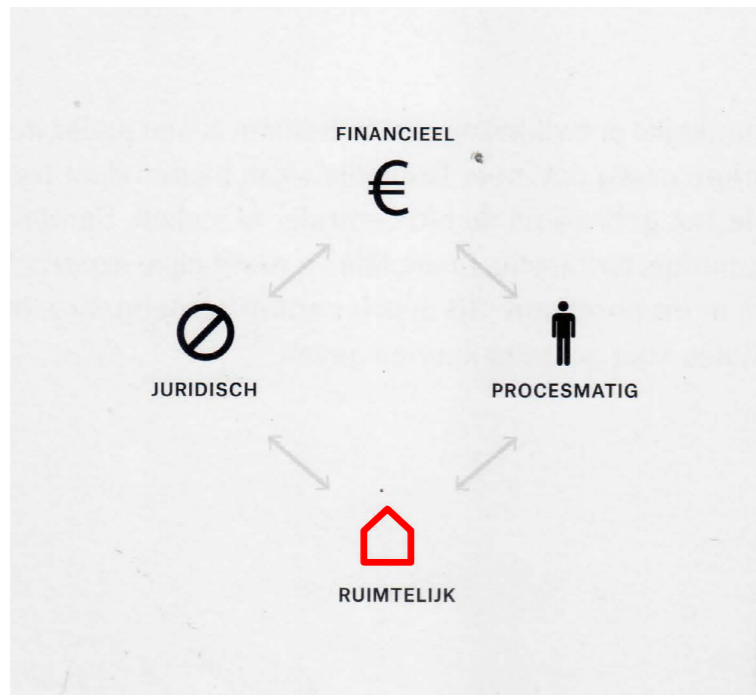 FINANCIEEL
€
JURIDISCH
PROCESMATIG
RUIMTELIJK